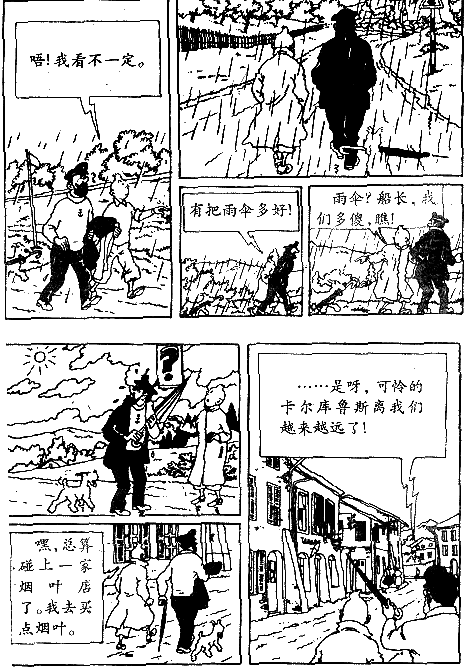 唔!我看不一定。
有把雨伞多好!
雨伞?船长,我
们多傻,瞧!
?
……是呀,可怜的
卡尔库鲁斯离我们
越来越远了!
嘿,总算
碰上一家
烟叶店
了。我去买
点烟叶。